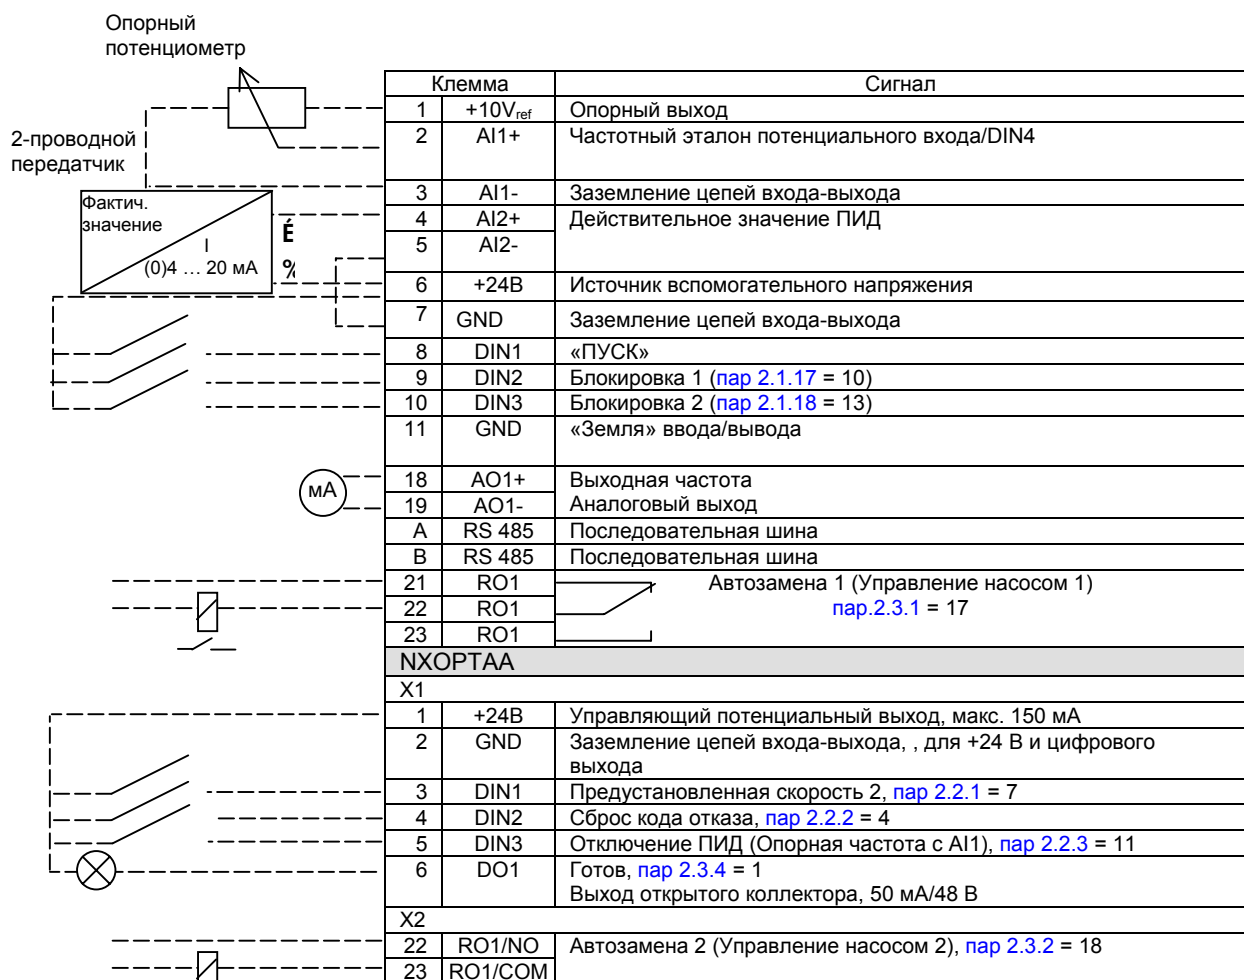 Опорный
потенциометр
2-проводной
передатчик
Фактич.
значение
I
(0)4 … 20 мА
É
%
мА
Клемма Сигнал
1 +10Vref Опорный выход
2 AI1+ Частотный эталон потенциального входа/DIN4
3 AI1- Заземление цепей входа-выхода
4 AI2+ Действительное значение ПИД
5 AI2-
6 +24В Источник вспомогательного напряжения
7 GND Заземление цепей входа-выхода
8 DIN1 «ПУСК»
9 DIN2 Блокировка 1 (пар 2.1.17 = 10)
10 DIN3 Блокировка 2 (пар 2.1.18 = 13)
11 GND «Земля» ввода/вывода
18 AO1+ Выходная частота
19 AO1- Аналоговый выход
A RS 485 Последовательная шина
B RS 485 Последовательная шина
21 RO1 Автозамена 1 (Управление насосом 1)
22 RO1 пар.2.3.1 = 17
23 RO1
NXOPTAA
X1
1 +24В Управляющий потенциальный выход, макс. 150 мА
2 GND Заземление цепей входа-выхода, , для +24 В и цифрового
выхода
3 DIN1 Предустановленная скорость 2, пар 2.2.1 = 7
4 DIN2 Сброс кода отказа, пар 2.2.2 = 4
5 DIN3 Отключение ПИД (Опорная частота с AI1), пар 2.2.3 = 11
6 DO1 Готов, пар 2.3.4 = 1
Выход открытого коллектора, 50 мА/48 В
X2
22 RO1/NO Автозамена 2 (Управление насосом 2), пар 2.3.2 = 18
23 RO1/COM